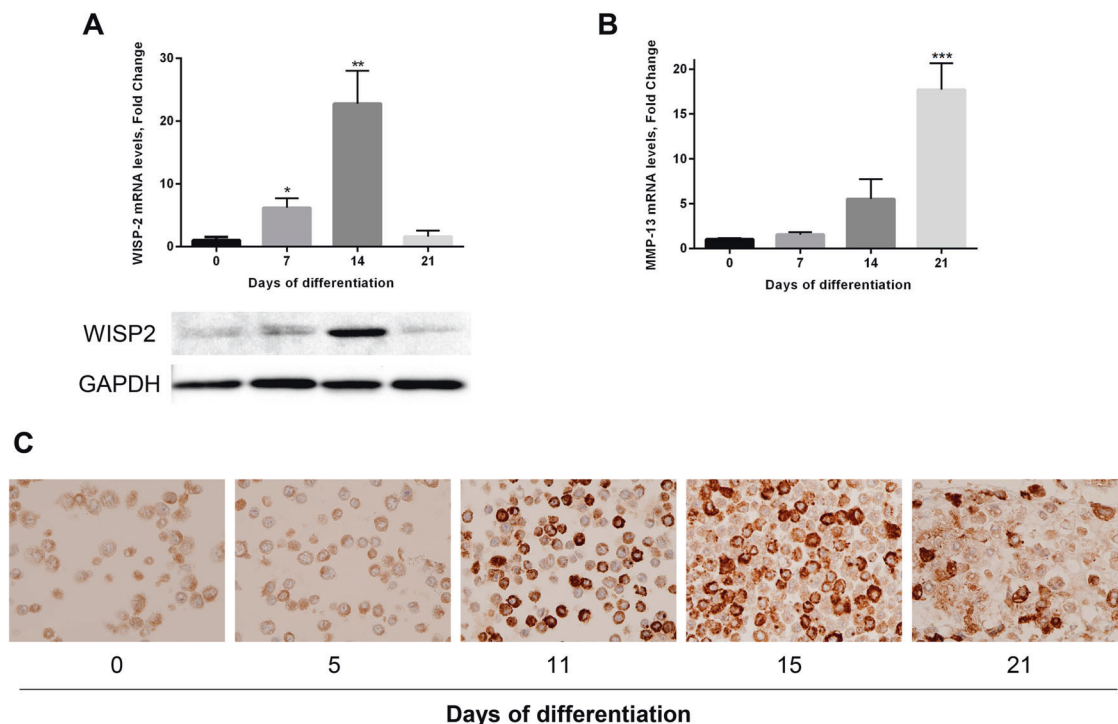 A
WISP-2 mRNA levels, Fold Change
30
20
10
0
*
**
0 7 14 21
Days of differentiation
WISP2
GAPDH
B
MMP-13 mRNA levels, Fold Change
20
15
10
5
0
***
0 7 14 21
Days of differentiation
C
0 5 11 15 21
Days of differentiation